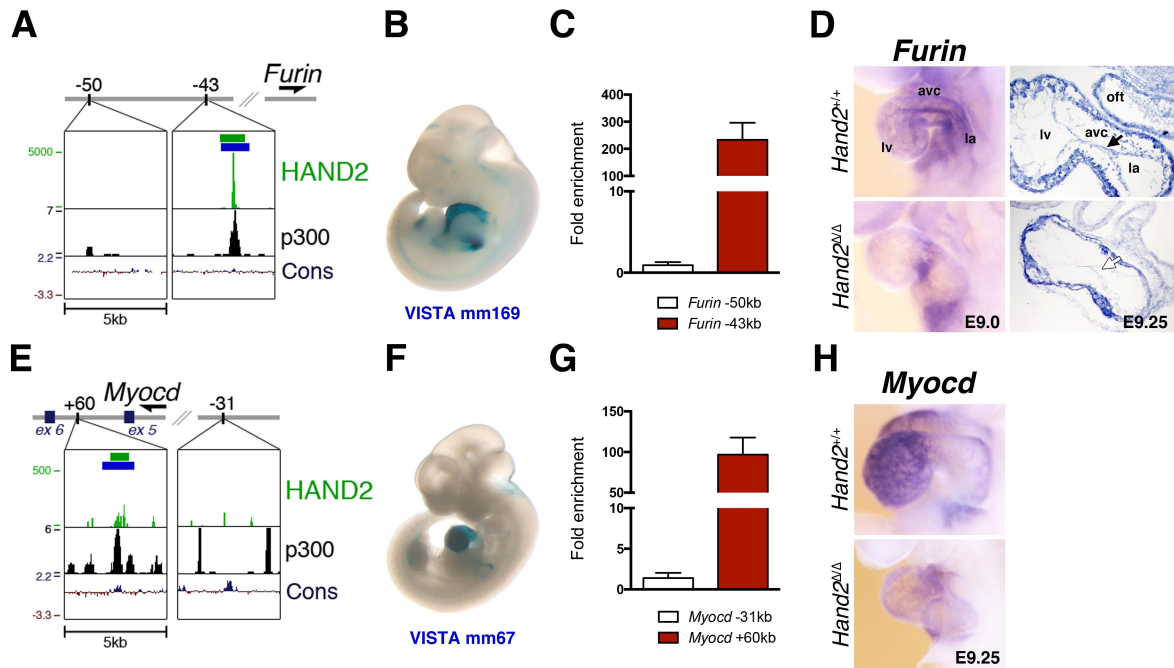 A
B
C
D
Furin
-50
-43
Furin
5000
HAND2
7
p300
2.2
Cons
-3.3
5kb
VISTA mm169
Fold enrichment
400
300
200
100
10
0
Furin -50kb
Furin -43kb
Hand2+/+
avc
lv
la
oft
lv
avc
la
Hand2Δ/Δ
E9.0
E9.25
E
F
G
H
Myocd
+60
-31
ex 6
ex 5
500
HAND2
6
p300
2.2
Cons
-3.3
5kb
VISTA mm67
Fold enrichment
150
100
50
10
5
0
Myocd -31kb
Myocd +60kb
Myocd
Hand2+/+
Hand2Δ/Δ
E9.25